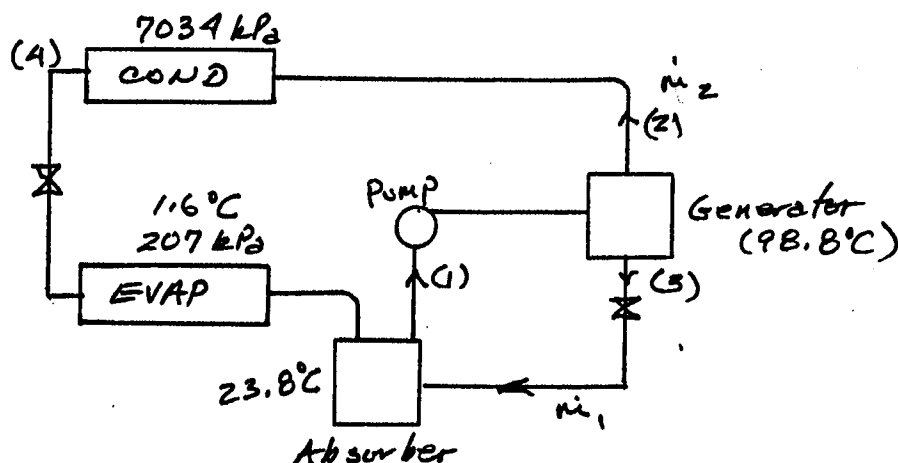 7034 kPa
(4)
COND
ṁ₂
(2)
Pump
Generator
(98.8°C)
1.6°C
207 kPa
EVAP
(1)
(3)
23.8°C
ṁ₁
Absorber